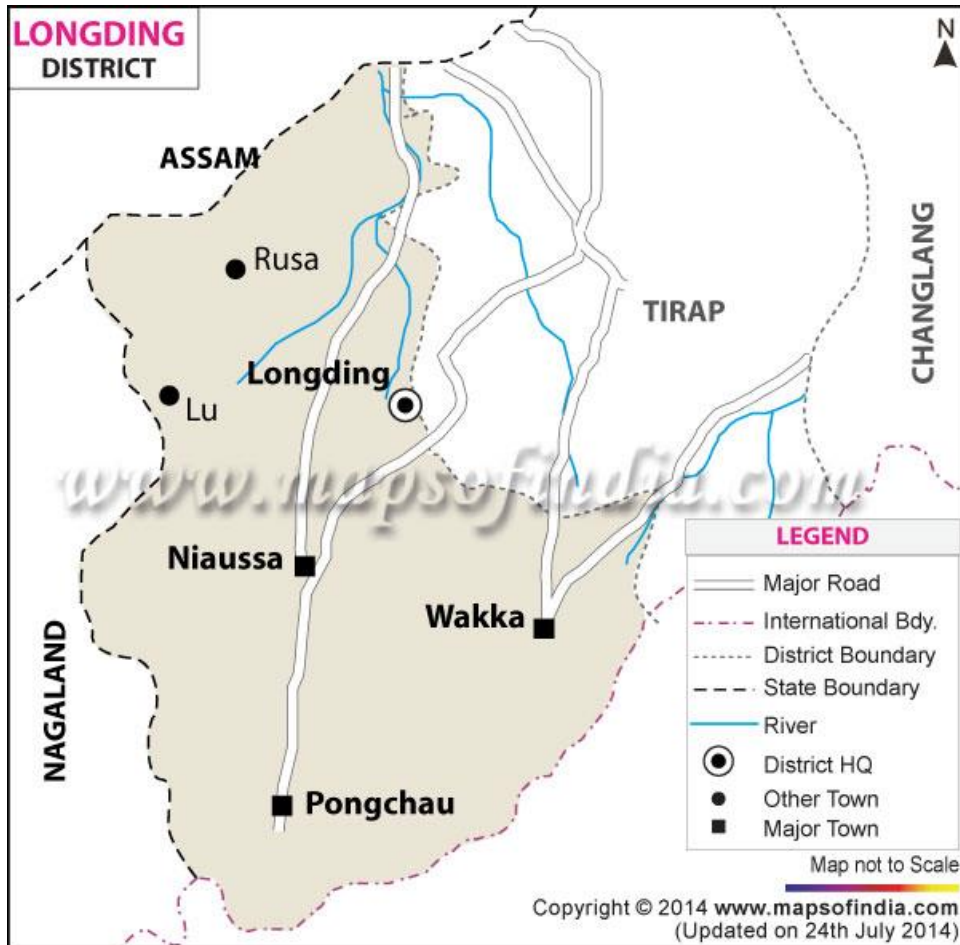 LONGDING
DISTRICT
N
ASSAM
Rusa
TIRAP
CHANGLANG
Longding
Lu
www.mapsofindia.com
Niaussa
Wakka
NAGALAND
Pongchau
LEGEND
Major Road
International Bdy.
District Boundary
State Boundary
River
District HQ
Other Town
Major Town
Map not to Scale
Copyright © 2014 www.mapsofindia.com
(Updated on 24th July 2014)